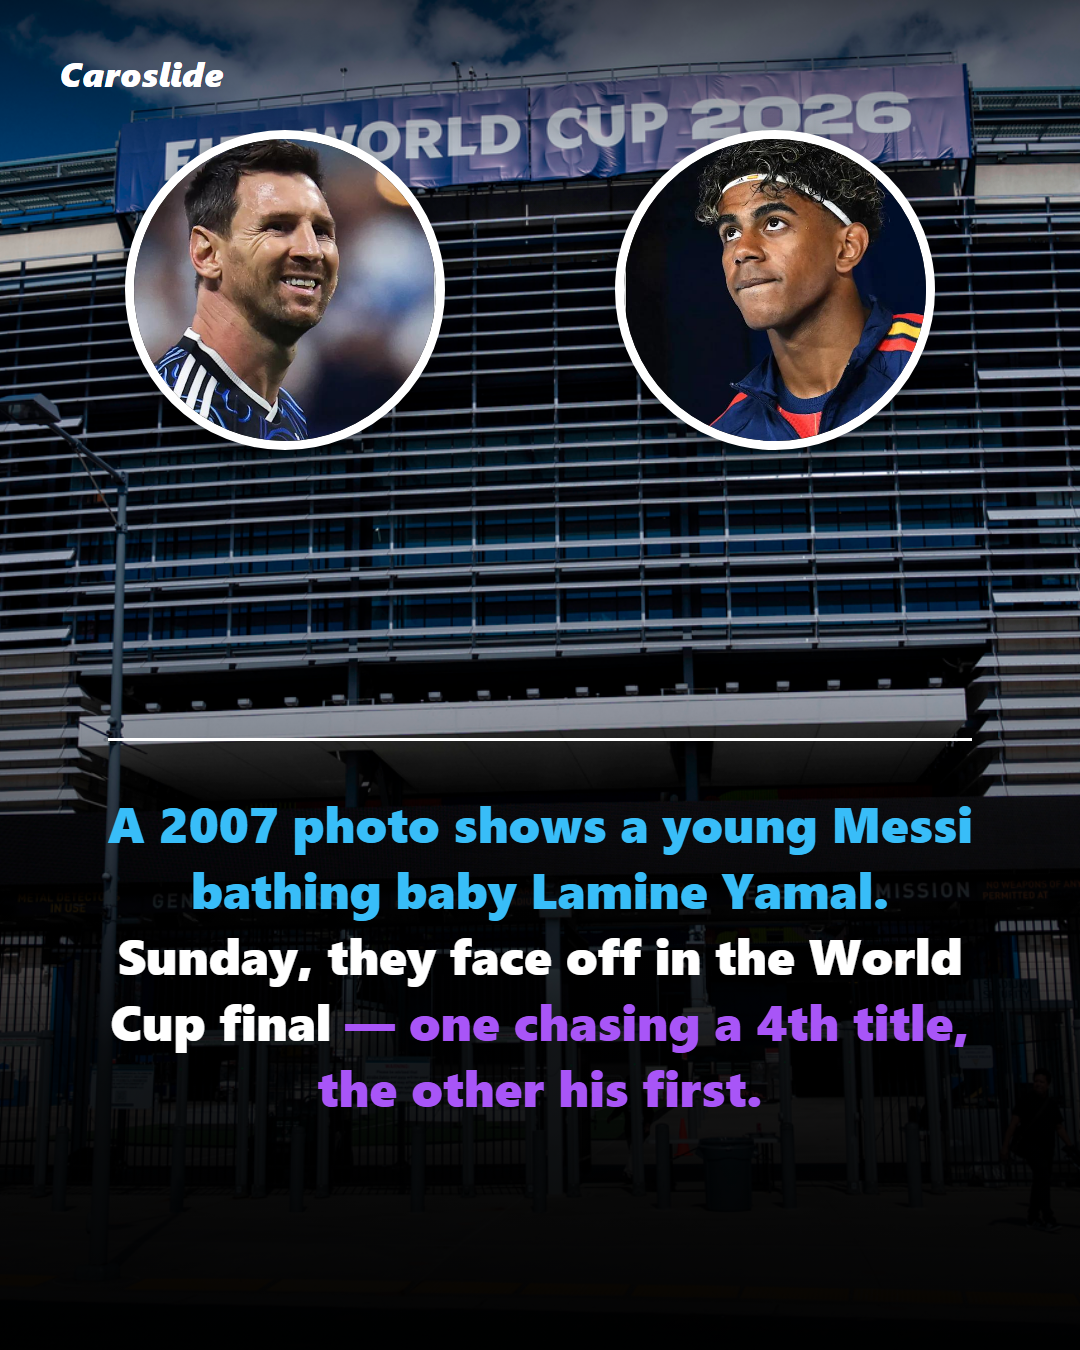 Caroslide
WORLD CUP 2026
A 2007 photo shows a young Messi
bathing baby Lamine Yamal.
MISSION
Sunday, they face off in the World
Cup final — one chasing a 4th title,
the other his first.